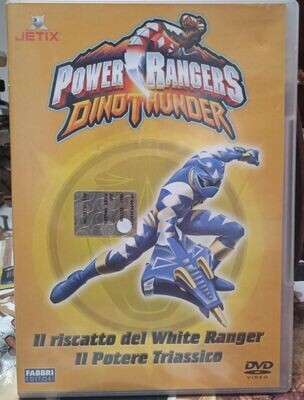 JETIX
POWER RANGERS
DINOTHUNDER
Il riscatto del White Ranger
Il Potere Triassico
FABBRI
EDITORI
DVD
VIDEO